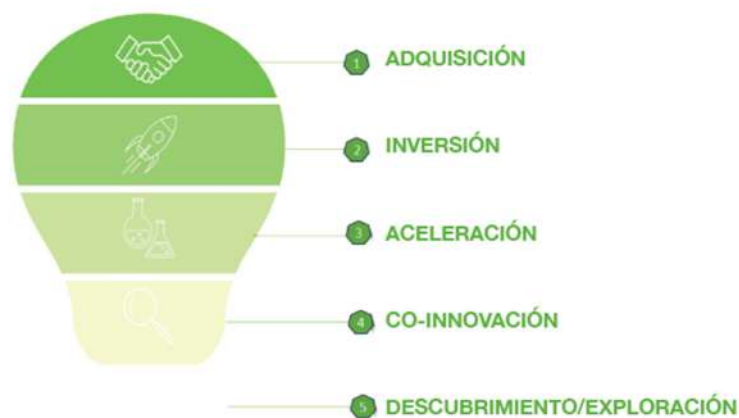 1 ADQUISICIÓN
2 INVERSIÓN
3 ACELERACIÓN
4 CO-INNOVACIÓN
5 DESCUBRIMIENTO/EXPLORACIÓN